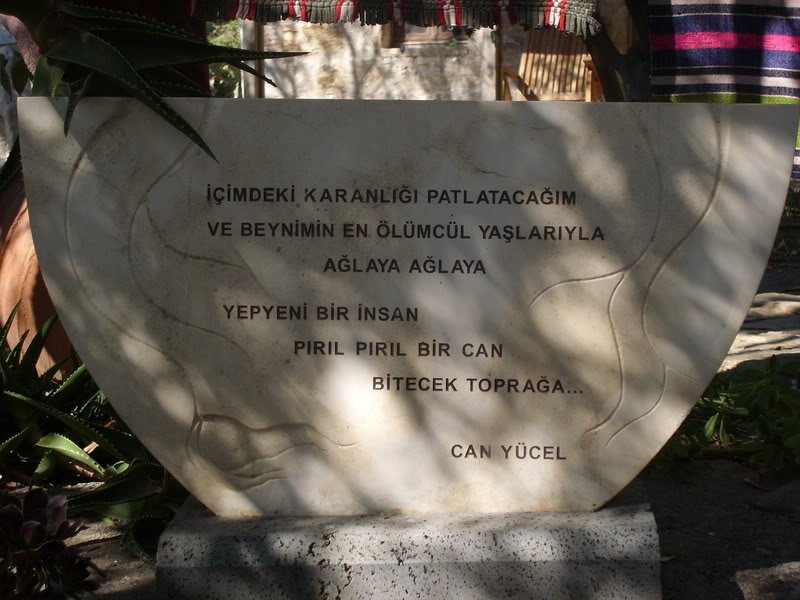 İÇİMDEKİ KARANLIĞI PATLATACAĞIM
VE BEYNİMİN EN ÖLÜMCÜL YAŞLARIYLA
AĞLAYA AĞLAYA
YEPYENİ BİR İNSAN
PIRIL PIRIL BİR CAN
BİTECEK TOPRAĞA...
CAN YÜCEL